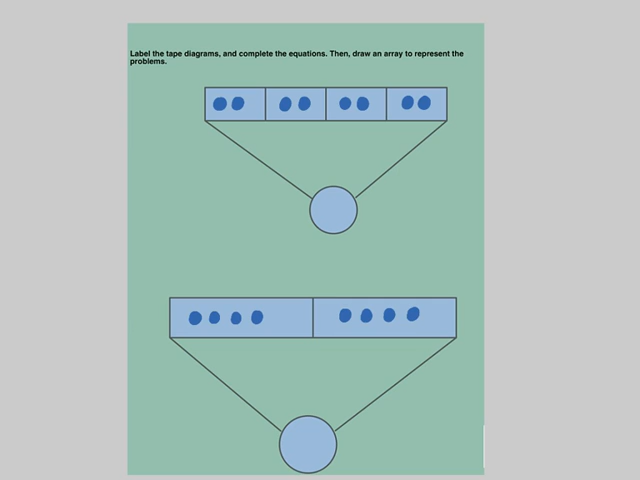 Label the tape diagrams, and complete the equations. Then, draw an array to represent the
problems.